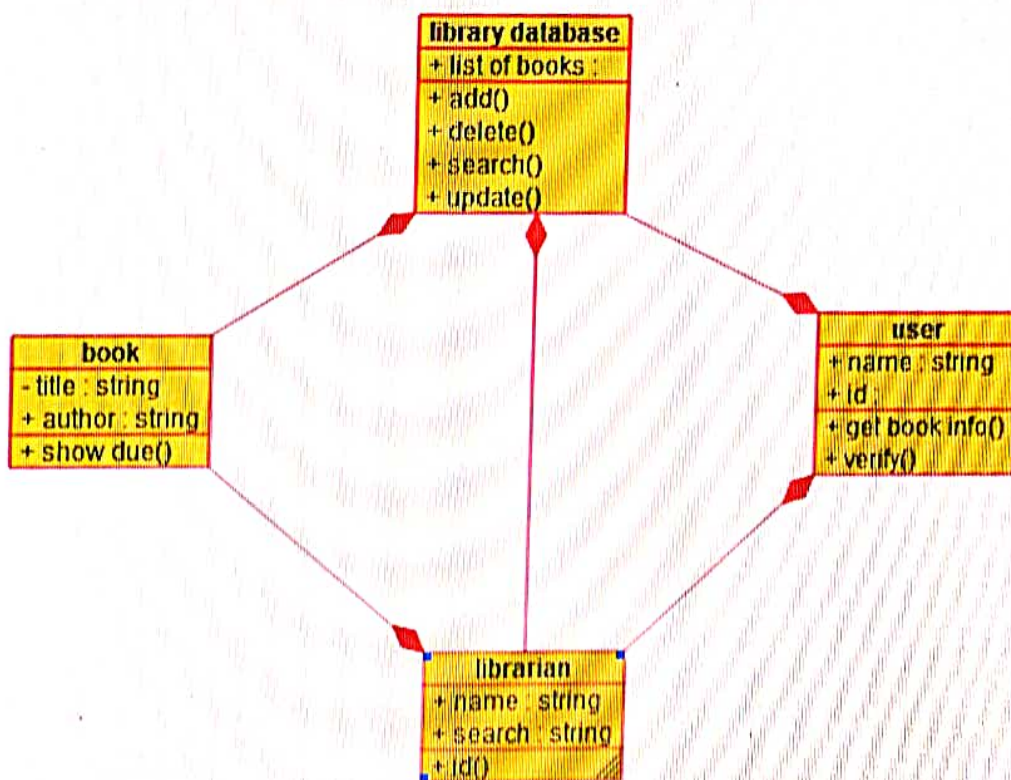 library database
+ list of books :
+ add()
+ delete()
+ search()
+ update()
book
- title : string
+ author : string
+ show due()
user
+ name : string
+ id :
+ get book info()
+ verify()
librarian
+ name : string
+ search : string
+ id()